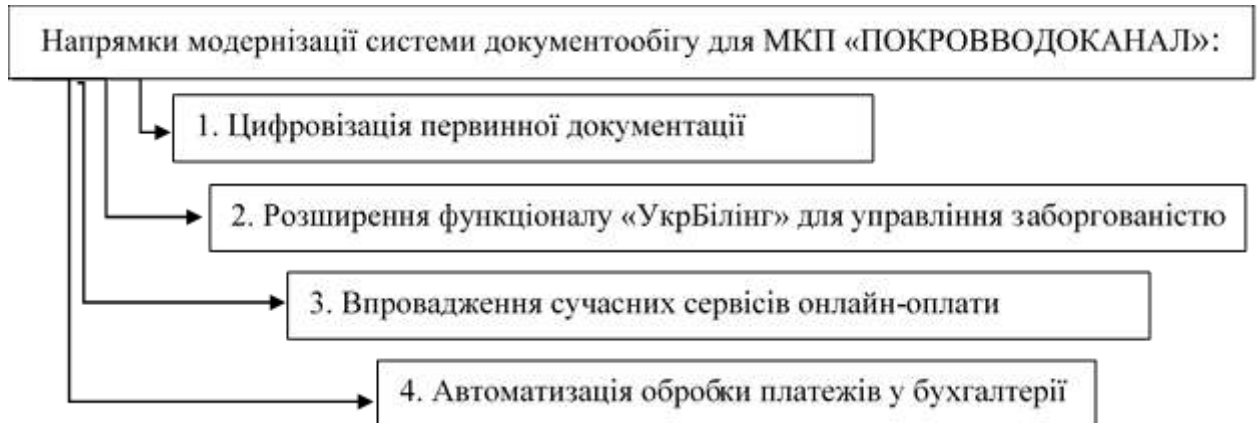 Напрямки модернізації системи документообігу для МКП «ПОКРОВВОДОКАНАЛ»:
1. Цифровізація первинної документації
2. Розширення функціоналу «УкрБілінг» для управління заборгованістю
3. Впровадження сучасних сервісів онлайн-оплати
4. Автоматизація обробки платежів у бухгалтерії